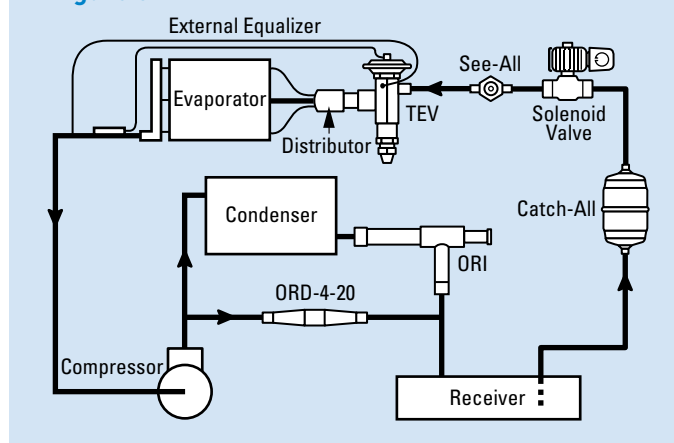 External Equalizer
See-All
Evaporator
TEV
Solenoid
Valve
Distributor
Condenser
Catch-All
ORI
ORD-4-20
Compressor
Receiver